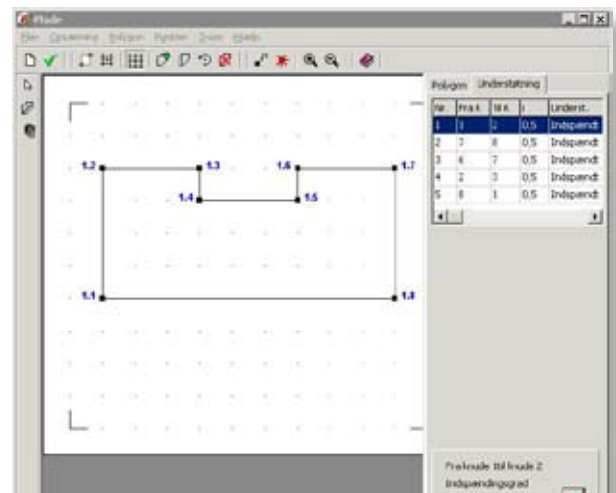 Plade
Filer Opsætning Polygon Punkter Zoom Hjælp
Polygon Understøtning
Nr. Fra k Til K i Underst.
1 1 2 0,5 Indspændt
2 7 8 0,5 Indspændt
3 6 7 0,5 Indspændt
4 2 3 0,5 Indspændt
5 8 1 0,5 Indspændt
1.2 1.3 1.6 1.7
1.4 1.5
1.1 1.8
Fra knude 1 til knude 2
Indspændingsgrad